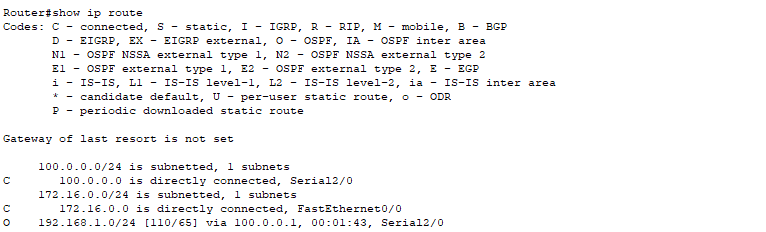 Router#show ip route
Codes: C - connected, S - static, I - IGRP, R - RIP, M - mobile, B - BGP
D - EIGRP, EX - EIGRP external, O - OSPF, IA - OSPF inter area
N1 - OSPF NSSA external type 1, N2 - OSPF NSSA external type 2
E1 - OSPF external type 1, E2 - OSPF external type 2, E - EGP
i - IS-IS, L1 - IS-IS level-1, L2 - IS-IS level-2, ia - IS-IS inter area
* - candidate default, U - per-user static route, o - ODR
P - periodic downloaded static route
Gateway of last resort is not set
100.0.0.0/24 is subnetted, 1 subnets
C 100.0.0.0 is directly connected, Serial2/0
172.16.0.0/24 is subnetted, 1 subnets
C 172.16.0.0 is directly connected, FastEthernet0/0
O 192.168.1.0/24 [110/65] via 100.0.0.1, 00:01:43, Serial2/0